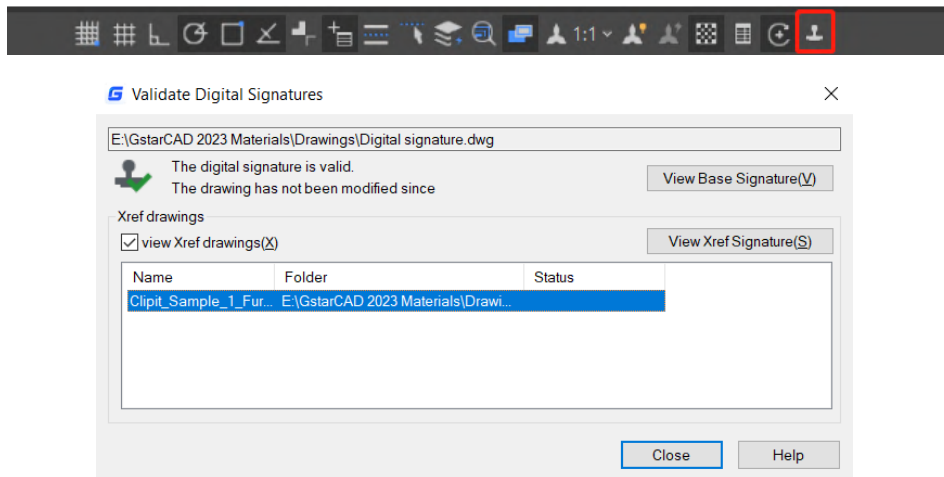 1:1
Validate Digital Signatures
E:\GstarCAD 2023 Materials\Drawings\Digital signature.dwg
The digital signature is valid.
The drawing has not been modified since
View Base Signature(V)
Xref drawings
view Xref drawings(X)
View Xref Signature(S)
Name Folder Status
Clipit_Sample_1_Fur... E:\GstarCAD 2023 Materials\Drawi...
Close Help